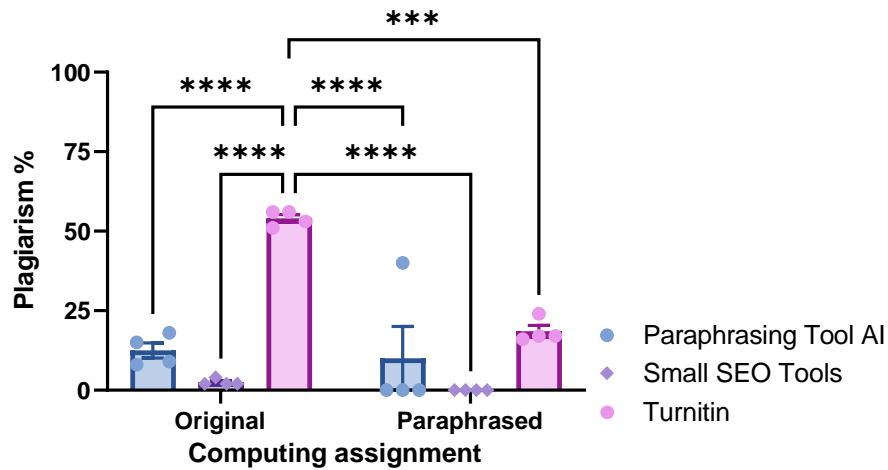 ***
**** ****
**** ****
100
75
50
25
0
Plagiarism %
Original Paraphrased
Computing assignment
Paraphrasing Tool AI
Small SEO Tools
Turnitin